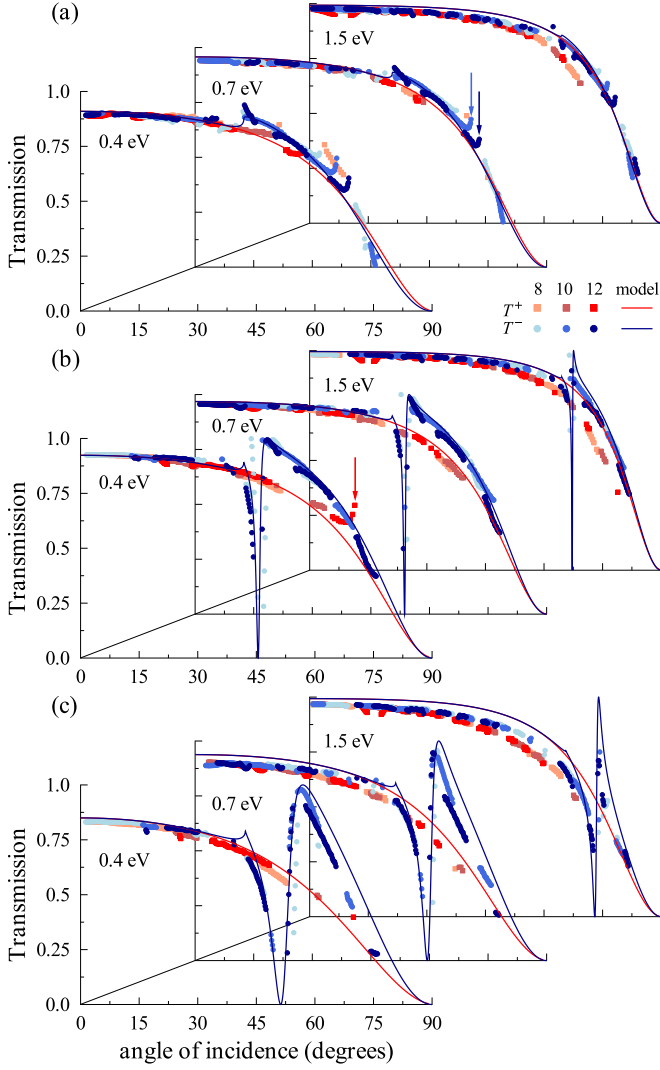 (a)
1.5 eV
0.7 eV
0.4 eV
Transmission
1.0
0.75
0.5
0.25
0.0
0 15 30 45 60 75 90
8 10 12 model
T+
T−
(b)
1.5 eV
0.7 eV
0.4 eV
Transmission
1.0
0.75
0.5
0.25
0.0
0 15 30 45 60 75 90
(c)
1.5 eV
0.7 eV
0.4 eV
Transmission
1.0
0.75
0.5
0.25
0.0
0 15 30 45 60 75 90
angle of incidence (degrees)